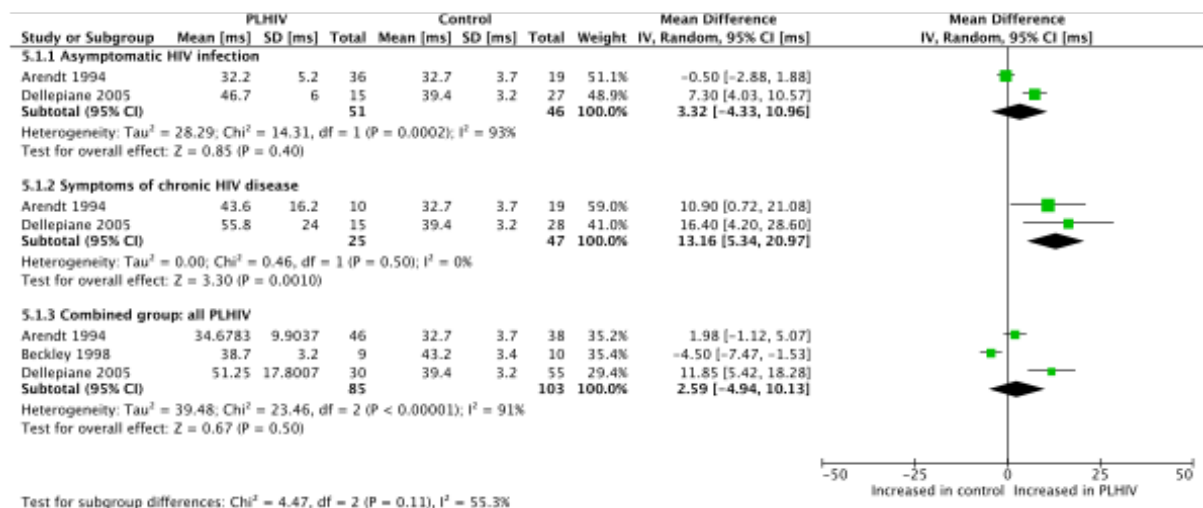 PLHIV Control Mean Difference Mean Difference
Study or Subgroup Mean [ms] SD [ms] Total Mean [ms] SD [ms] Total Weight IV, Random, 95% CI [ms] IV, Random, 95% CI [ms]
5.1.1 Asymptomatic HIV infection
Arendt 1994 32.2 5.2 36 32.7 3.7 19 51.1% -0.50 [-2.88, 1.88]
Dellepiane 2005 46.7 6 15 39.4 3.2 27 48.9% 7.30 [4.03, 10.57]
Subtotal (95% CI) 51 46 100.0% 3.32 [-4.33, 10.96]
Heterogeneity: Tau² = 28.29; Chi² = 14.31, df = 1 (P = 0.0002); I² = 93%
Test for overall effect: Z = 0.85 (P = 0.40)
5.1.2 Symptoms of chronic HIV disease
Arendt 1994 43.6 16.2 10 32.7 3.7 19 59.0% 10.90 [0.72, 21.08]
Dellepiane 2005 55.8 24 15 39.4 3.2 28 41.0% 16.40 [4.20, 28.60]
Subtotal (95% CI) 25 47 100.0% 13.16 [5.34, 20.97]
Heterogeneity: Tau² = 0.00; Chi² = 0.46, df = 1 (P = 0.50); I² = 0%
Test for overall effect: Z = 3.30 (P = 0.0010)
5.1.3 Combined group: all PLHIV
Arendt 1994 34.6783 9.9037 46 32.7 3.7 38 35.2% 1.98 [-1.12, 5.07]
Beckley 1998 38.7 3.2 9 43.2 3.4 10 35.4% -4.50 [-7.47, -1.53]
Dellepiane 2005 51.25 17.8007 30 39.4 3.2 55 29.4% 11.85 [5.42, 18.28]
Subtotal (95% CI) 85 103 100.0% 2.59 [-4.94, 10.13]
Heterogeneity: Tau² = 39.48; Chi² = 23.46, df = 2 (P < 0.00001); I² = 91%
Test for overall effect: Z = 0.67 (P = 0.50)
-50 -25 0 25 50
Increased in control Increased in PLHIV
Test for subgroup differences: Chi² = 4.47, df = 2 (P = 0.11), I² = 55.3%